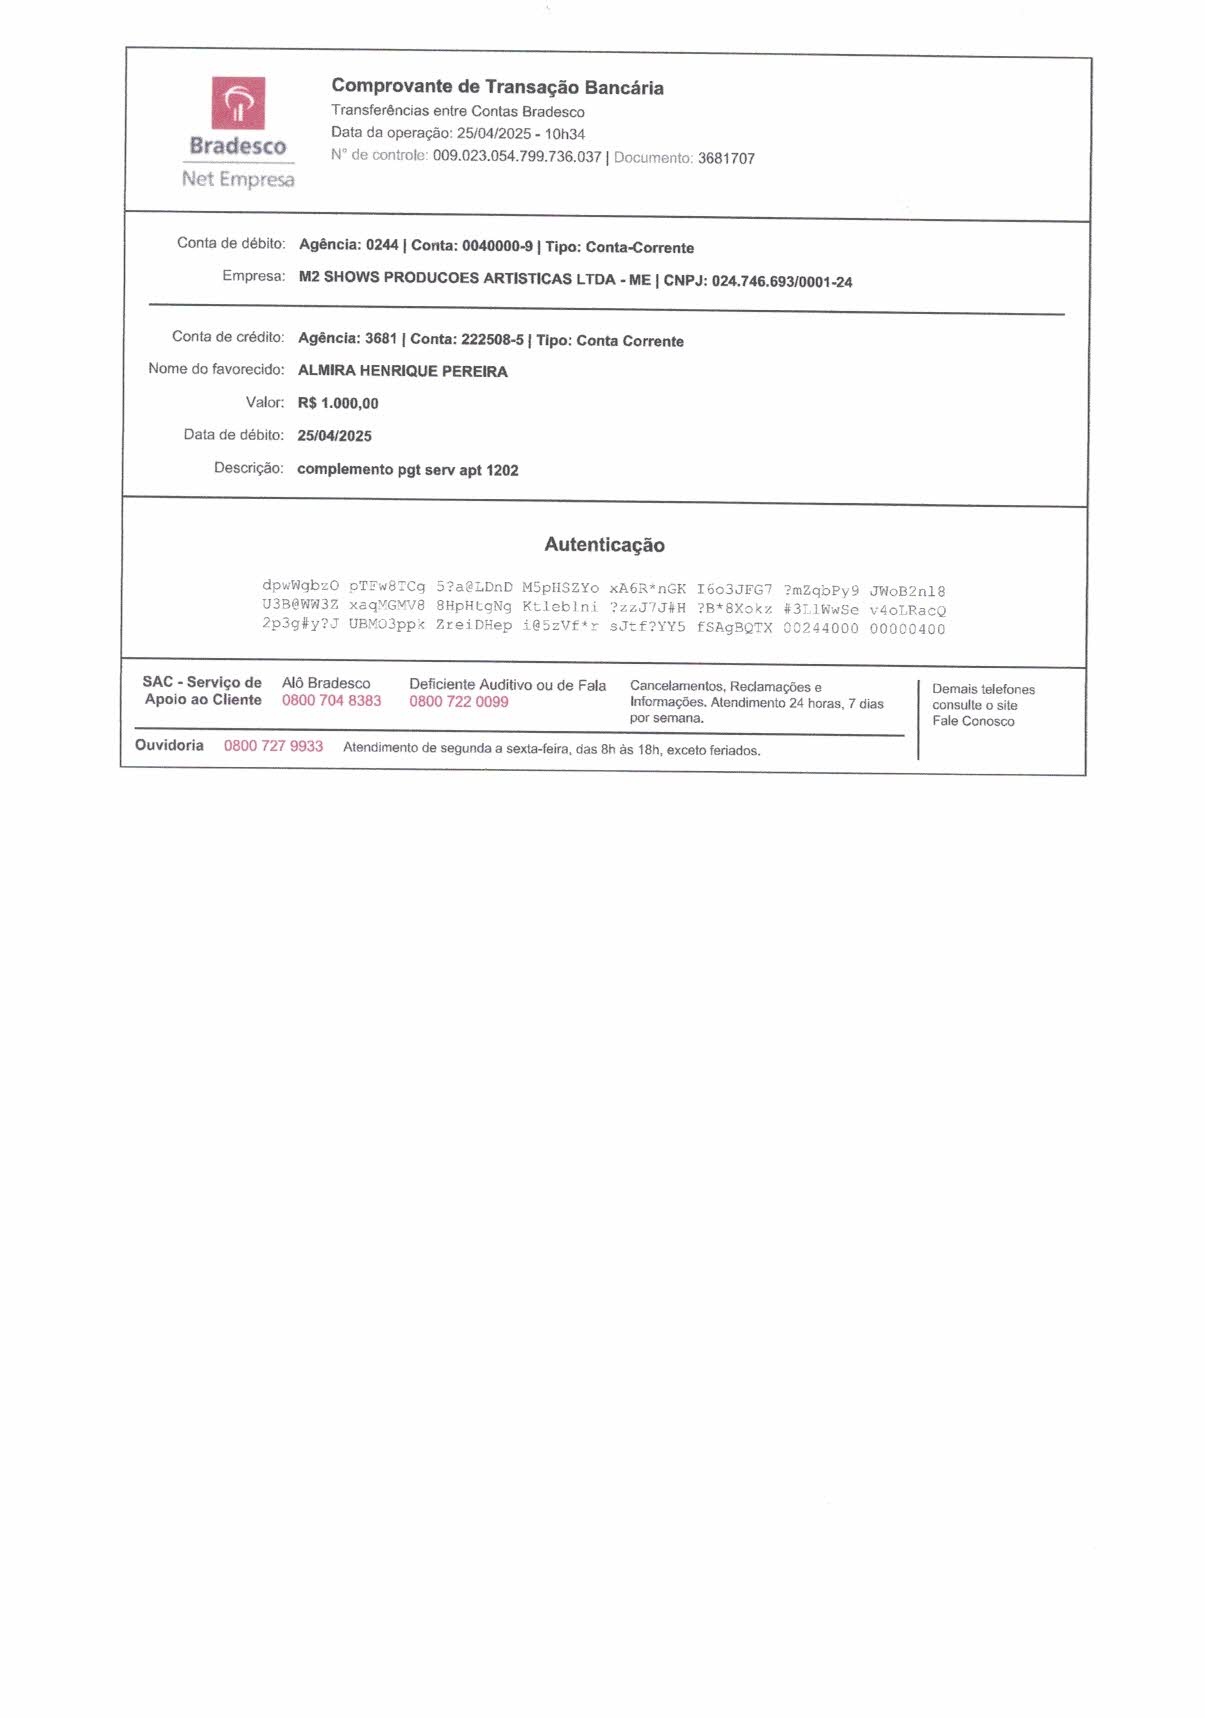 Bradesco
Net Empresa
Comprovante de Transação Bancária
Transferências entre Contas Bradesco
Data da operação: 25/04/2025 - 10h34
N° de controle: 009.023.054.799.736.037 | Documento: 3681707
Conta de débito: Agência: 0244 | Conta: 0040000-9 | Tipo: Conta-Corrente
Empresa: M2 SHOWS PRODUCOES ARTISTICAS LTDA - ME | CNPJ: 024.746.693/0001-24
Conta de crédito: Agência: 3681 | Conta: 222508-5 | Tipo: Conta Corrente
Nome do favorecido: ALMIRA HENRIQUE PEREIRA
Valor: R$ 1.000,00
Data de débito: 25/04/2025
Descrição: complemento pgt serv apt 1202
Autenticação
dpwWgbzO pTFw8TCq 5?a@LDnD M5pHSZYo xA6R*nGK I6o3JFG7 ?mZqbPy9 JWoB2nl8
U3B@WW3Z xaqMGMV8 8HpHtgNg Ktleblni ?zzJ7J#H ?B*8Xokz #3L1WwSe v4oLRacQ
2p3g#y?J UBMO3ppk ZreiDHep i@5zVf*r sJtf?YY5 fSAgBQTX 00244000 00000400
SAC - Serviço de Apoio ao Cliente
Alô Bradesco
0800 704 8383
Deficiente Auditivo ou de Fala
0800 722 0099
Cancelamentos, Reclamações e
Informações. Atendimento 24 horas, 7 dias
por semana.
Demais telefones
consulte o site
Fale Conosco
Ouvidoria 0800 727 9933 Atendimento de segunda a sexta-feira, das 8h às 18h, exceto feriados.